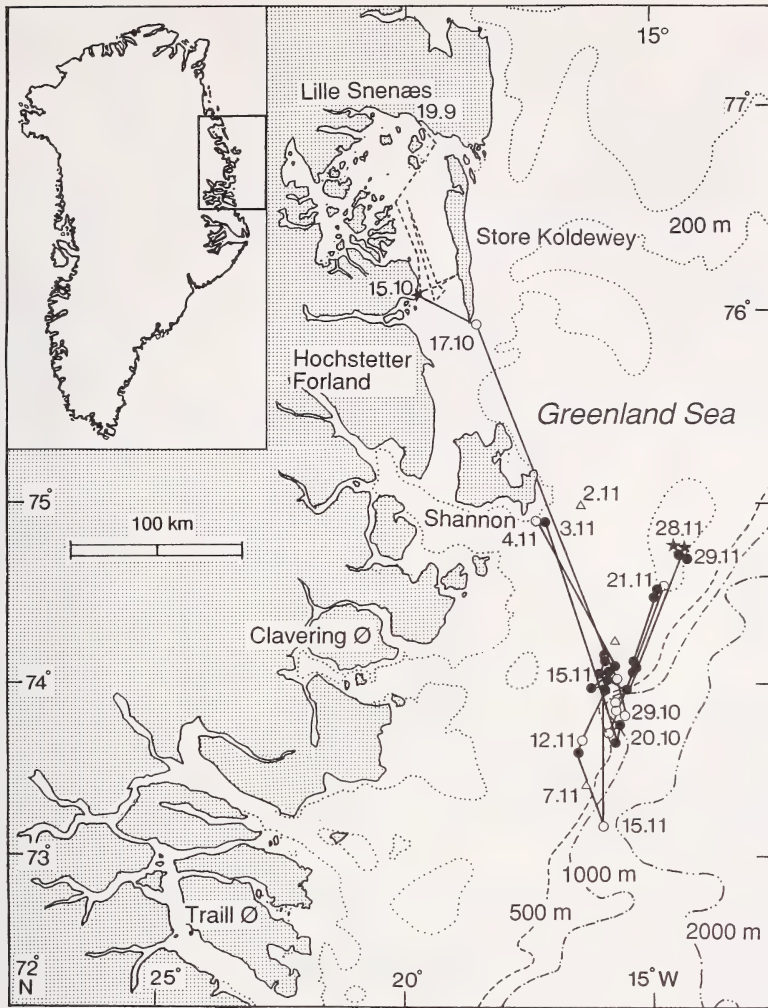 15°
Lille Snenæs
77°
19.9
200 m
Store Koldewey
15.10
76°
17.10
Hochstetter
Forland
Greenland Sea
75°
2.11
100 km
Shannon
3.11
4.11
28.11
29.11
21.11
Clavering Ø
74°
15.11
29.10
20.10
12.11
7.11
15.11
73°
1000 m
500 m
Traill Ø
2000 m
72°
N
25°
20°
15°W